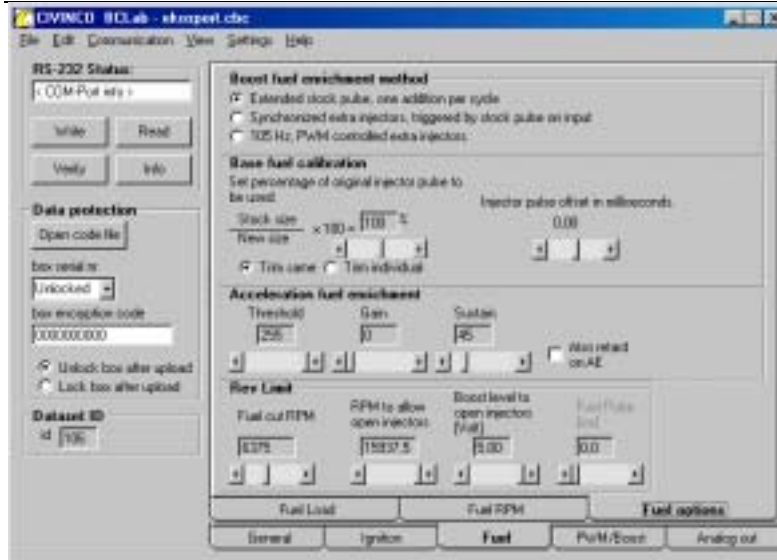 CIVINCO BCLab - ekosport.cbc
File Edit Communication View Settings Help
RS-232 Status:
< COM-Port info >
Write Read
Verify Info
Data protection
Open code file
box serial nr
Unlocked
box encryption code
0000000000
Unlock box after upload
Lock box after upload
Dataset ID
id 106
Boost fuel enrichment method
Extended stock pulse, one addition per cycle
Synchronized extra injectors, triggered by stock pulse on input
105 Hz, PWM controlled extra injectors
Base fuel calibration
Set percentage of original injector pulse to
be used:
Stock size
New size
x 100 = 100 %
Trim same Trim individual
Injector pulse offset in milliseconds.
0.00
Acceleration fuel enrichment
Threshold Gain Sustain
255 0 45
Also retard
on AE
Rev Limit
Fuel cut RPM
6375
RPM to allow
open injectors
15937.5
Boost level to
open injectors
(Volt)
5.00
Fuel Pulse
0.0
Fuel Load Fuel RPM Fuel options
General Ignition Fuel PWM/Boost Analog out